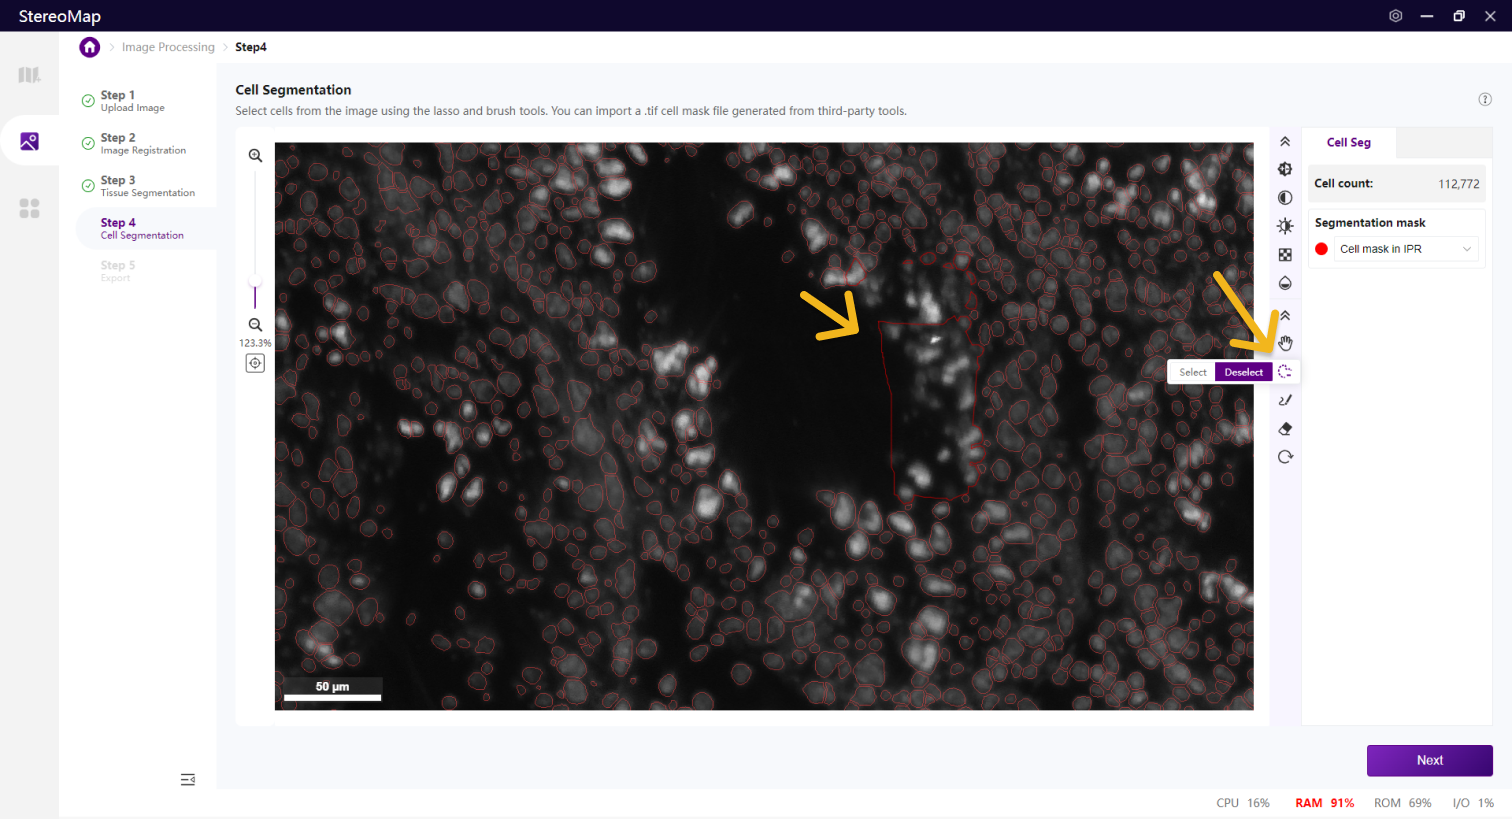 StereoMap
Image Processing
Step4
Step 1
Upload Image
Step 2
Image Registration
Step 3
Tissue Segmentation
Step 4
Cell Segmentation
Step 5
Export
Cell Segmentation
Select cells from the image using the lasso and brush tools. You can import a .tif cell mask file generated from third-party tools.
123.3%
50 µm
Select Deselect
Cell Seg
Cell count: 112,772
Segmentation mask
Cell mask in IPR
Next
CPU 16% RAM 91% ROM 69% I/O 1%